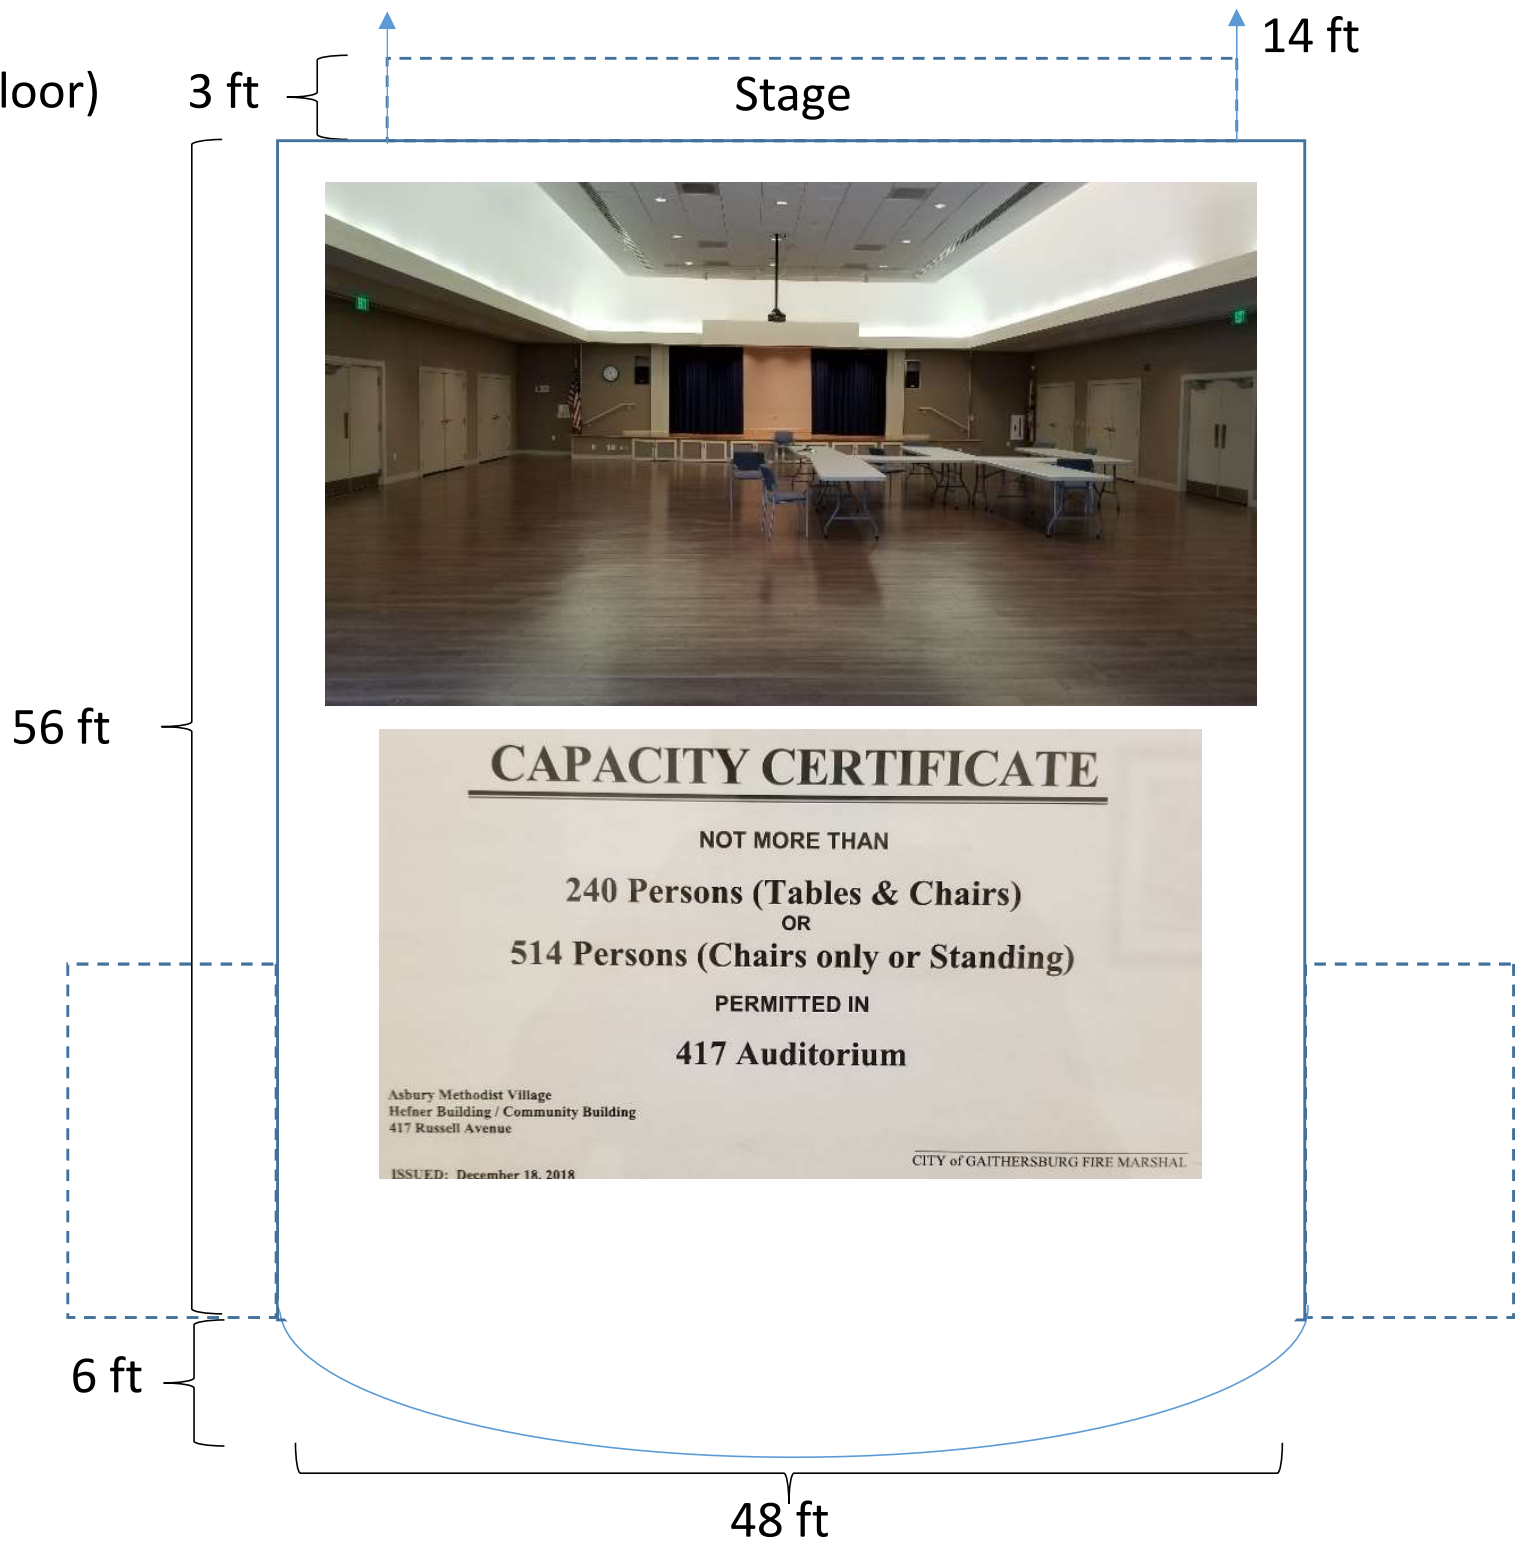 14 ft
loor)
3 ft
Stage
56 ft
CAPACITY CERTIFICATE
NOT MORE THAN
240 Persons (Tables & Chairs)
OR
514 Persons (Chairs only or Standing)
PERMITTED IN
417 Auditorium
Asbury Methodist Village
Hefner Building / Community Building
417 Russell Avenue
CITY of GAITHERSBURG FIRE MARSHAL
ISSUED: December 18, 2018
6 ft
48 ft